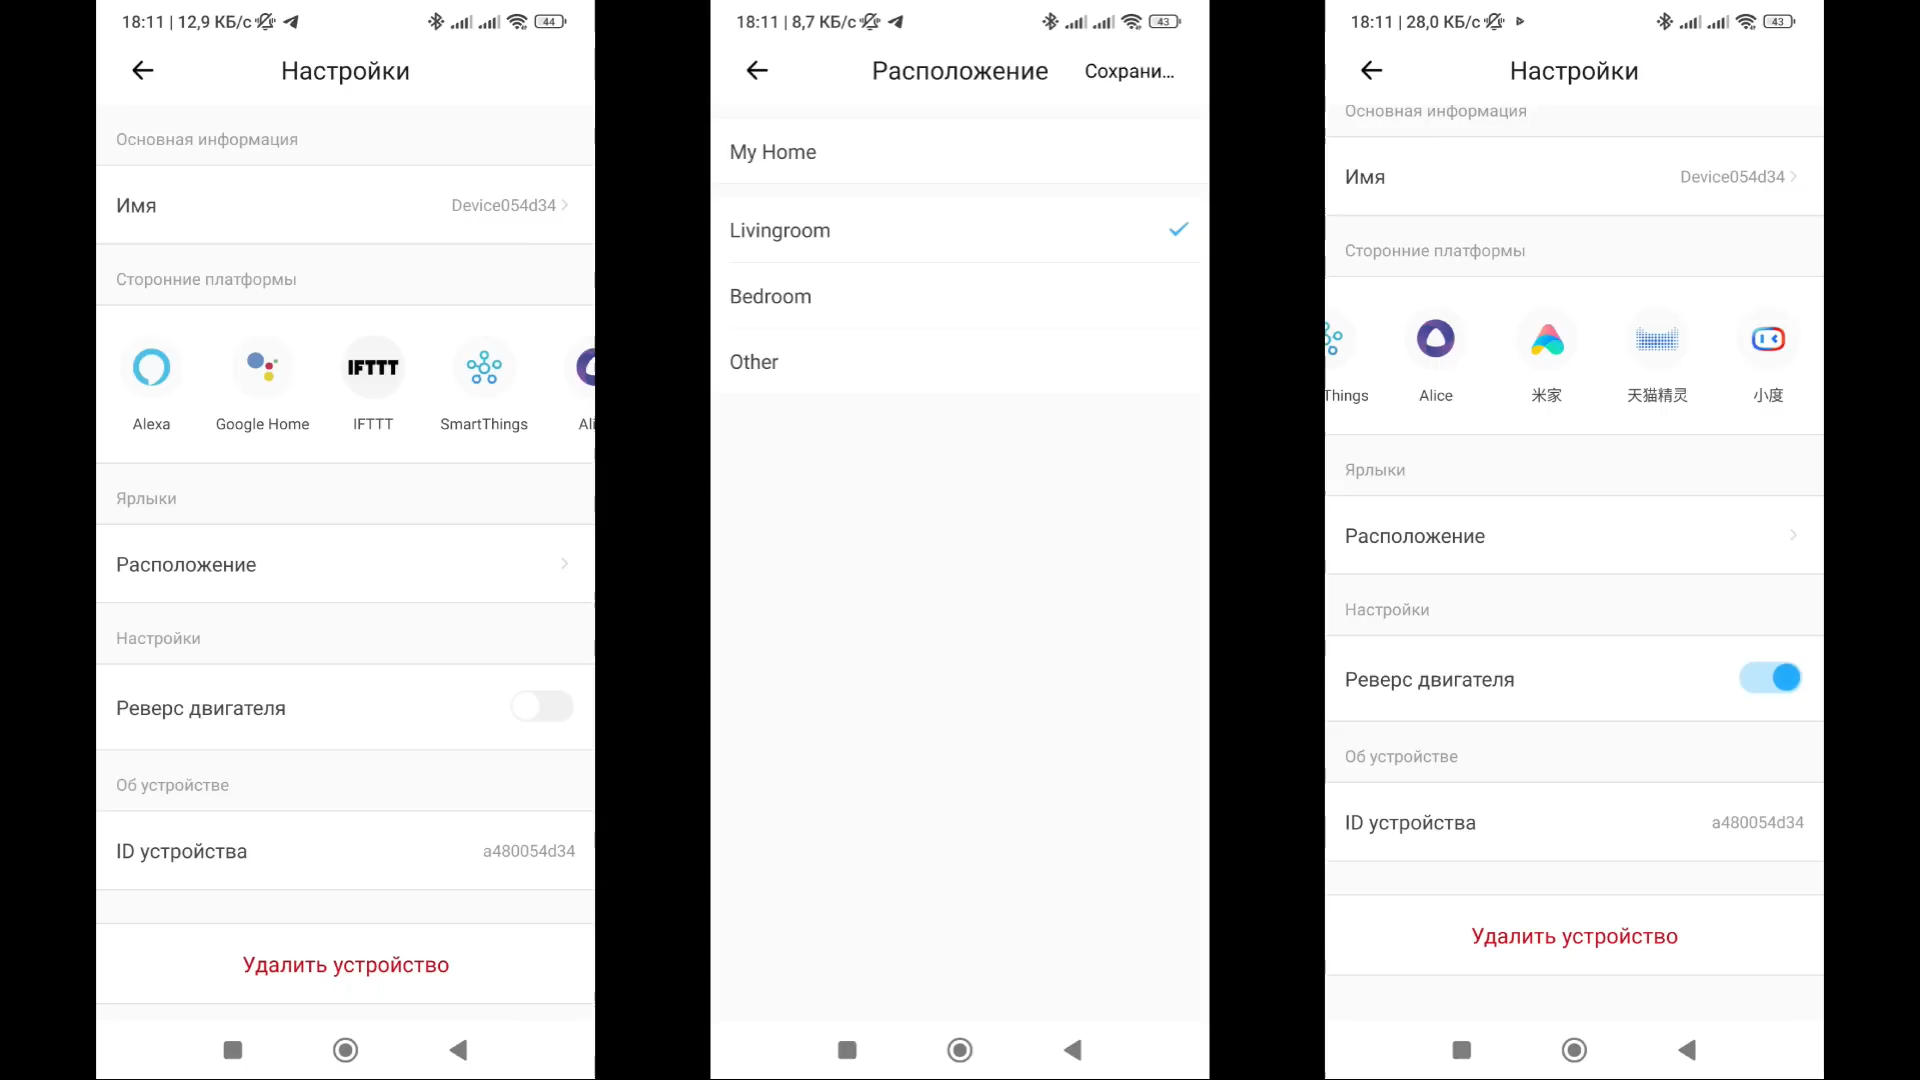 18:11 | 12,9 КБ/с
44
Настройки
Основная информация
Имя
Device054d34
Сторонние платформы
IFTTT
Alexa
Google Home
IFTTT
SmartThings
Ali
Ярлыки
Расположение
Настройки
Реверс двигателя
Об устройстве
ID устройства
a480054d34
Удалить устройство
18:11 | 8,7 КБ/с
43
Расположение
Сохрани...
My Home
Livingroom
Bedroom
Other
18:11 | 28,0 КБ/с
43
Настройки
Основная информация
Имя
Device054d34
Сторонние платформы
Things
Alice
米家
天猫精灵
小度
Ярлыки
Расположение
Настройки
Реверс двигателя
Об устройстве
ID устройства
a480054d34
Удалить устройство